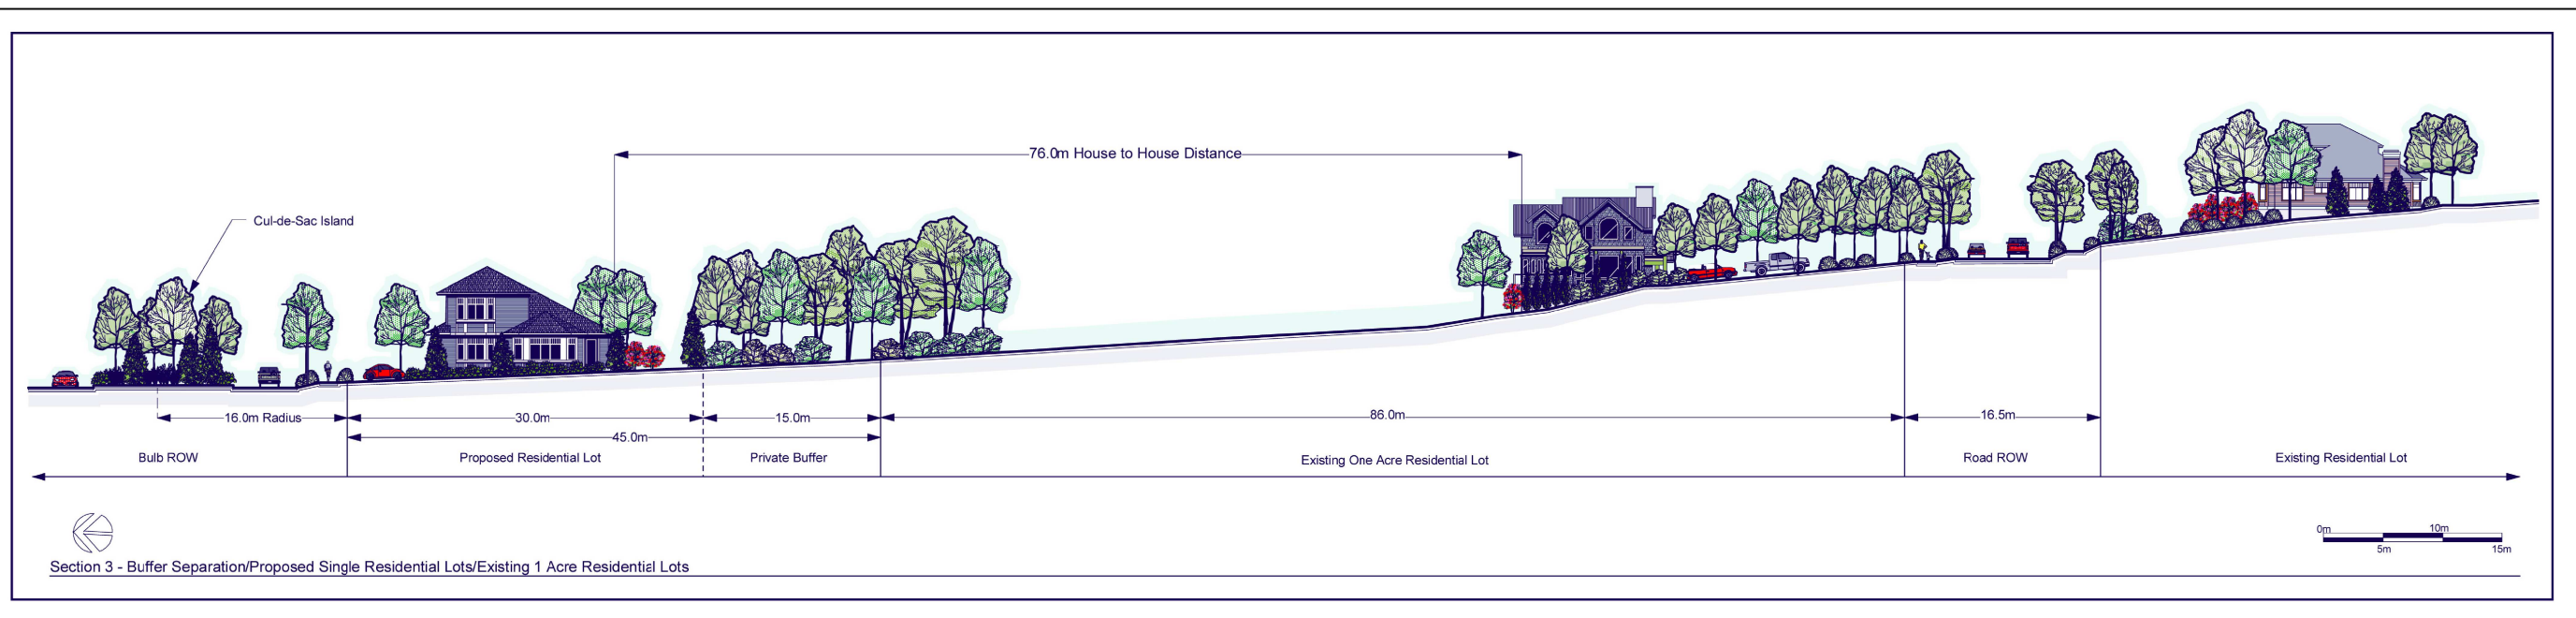 76.0m House to House Distance
Cul-de-Sac Island
16.0m Radius
30.0m
15.0m
86.0m
16.5m
45.0m
Bulb ROW
Proposed Residential Lot
Private Buffer
Existing One Acre Residential Lot
Road ROW
Existing Residential Lot
0m
10m
5m
15m
Section 3 - Buffer Separation/Proposed Single Residential Lots/Existing 1 Acre Residential Lots